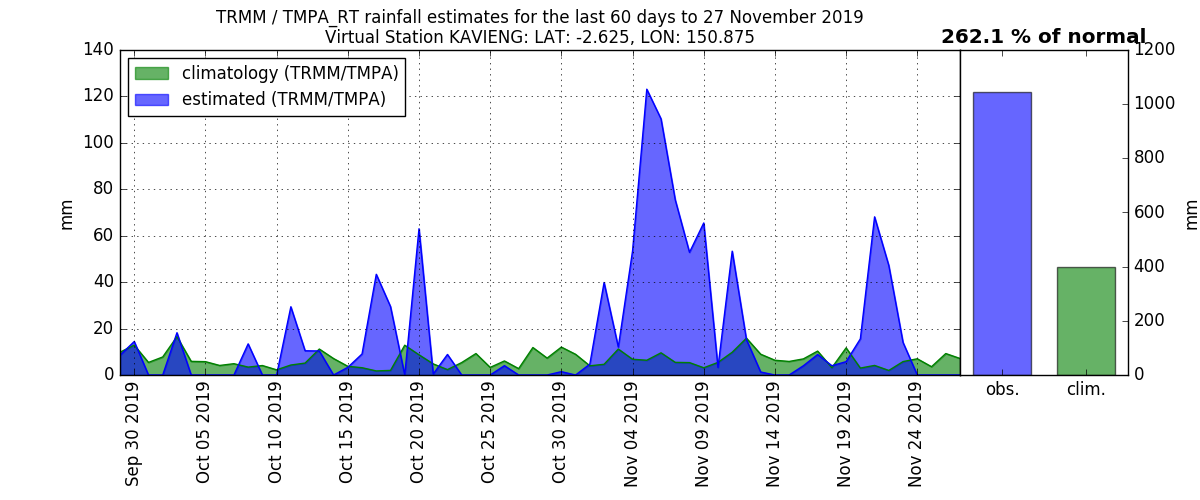 TRMM / TMPA_RT rainfall estimates for the last 60 days to 27 November 2019
Virtual Station KAVIENG: LAT: -2.625, LON: 150.875
262.1 % of normal
climatology (TRMM/TMPA)
estimated (TRMM/TMPA)
140
120
100
80
60
40
20
0
mm
Sep 30 2019
Oct 05 2019
Oct 10 2019
Oct 15 2019
Oct 20 2019
Oct 25 2019
Oct 30 2019
Nov 04 2019
Nov 09 2019
Nov 14 2019
Nov 19 2019
Nov 24 2019
obs.
clim.
1200
1000
800
600
400
200
0
mm